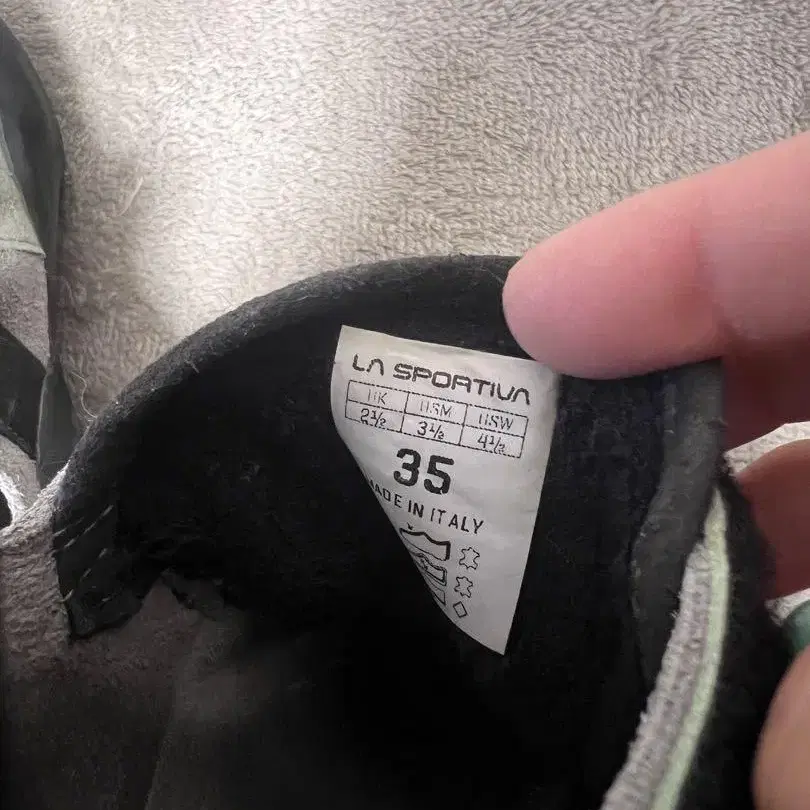 LA SPORTIVA
UK USM USW
2½ 3½ 4½
35
MADE IN ITALY